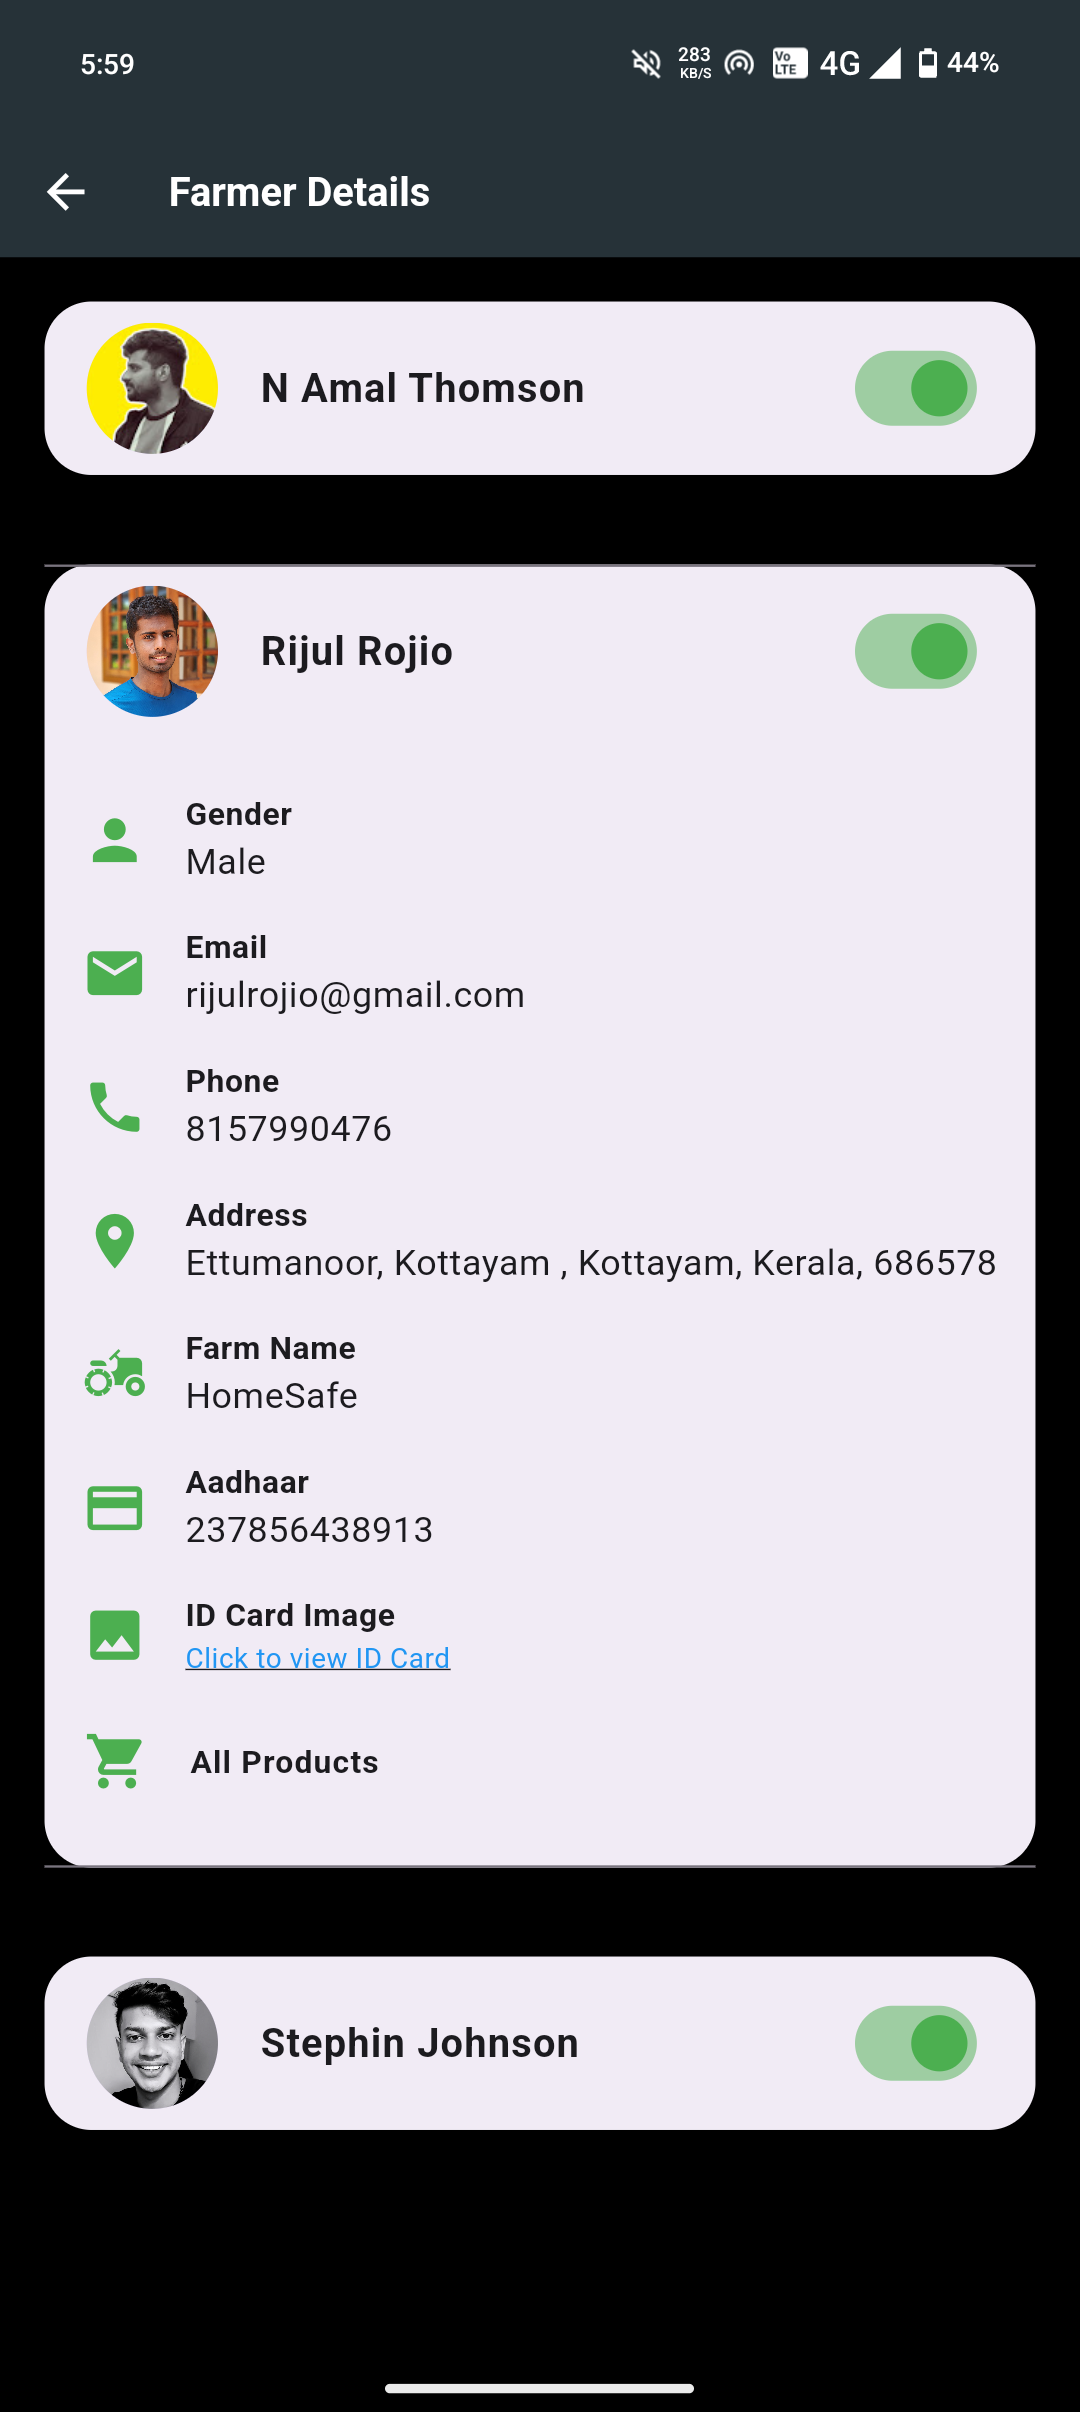 5:59
283
KB/S
Vo
LTE
4G
44%
Farmer Details
N Amal Thomson
Rijul Rojio
Gender
Male
Email
rijulrojio@gmail.com
Phone
8157990476
Address
Ettumanoor, Kottayam , Kottayam, Kerala, 686578
Farm Name
HomeSafe
Aadhaar
237856438913
ID Card Image
Click to view ID Card
All Products
Stephin Johnson